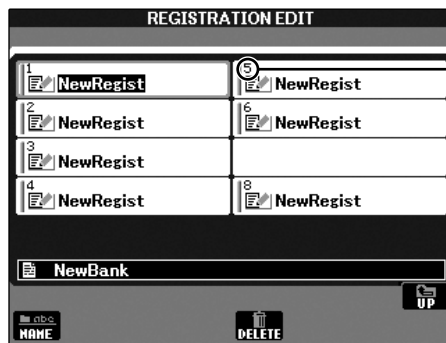 REGISTRATION EDIT
1 NewRegist
5 NewRegist
2 NewRegist
6 NewRegist
3 NewRegist
4 NewRegist
8 NewRegist
NewBank
UP
abc
NAME
DELETE